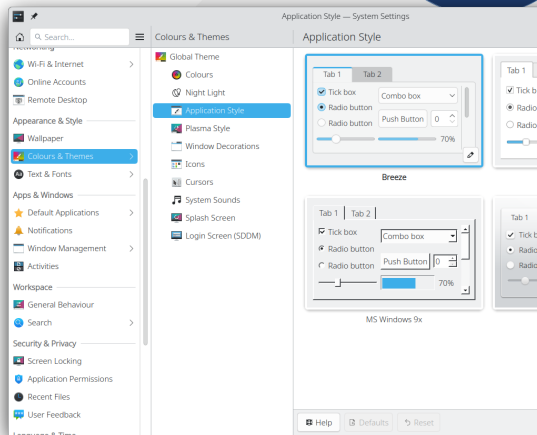 Application Style — System Settings
Search...
Colours & Themes
Application Style
Networking
Wi-Fi & Internet
Online Accounts
Remote Desktop
Appearance & Style
Wallpaper
Colours & Themes
Text & Fonts
Apps & Windows
Default Applications
Notifications
Window Management
Activities
Workspace
General Behaviour
Search
Security & Privacy
Screen Locking
Application Permissions
Recent Files
User Feedback
Language & Time
Global Theme
Colours
Night Light
Application Style
Plasma Style
Window Decorations
Icons
Cursors
System Sounds
Splash Screen
Login Screen (SDDM)
Tab 1 Tab 2
Tick box
Combo box
Radio button
Radio button
Push Button 0
70%
Breeze
Tab 1
Tick b
Radio
Radio
Tab 1 Tab 2
Tick box
Combo box
Radio button
Radio button
Push Button 0
70%
MS Windows 9x
Tab 1
Tick b
Radio
Radio
Help Defaults Reset